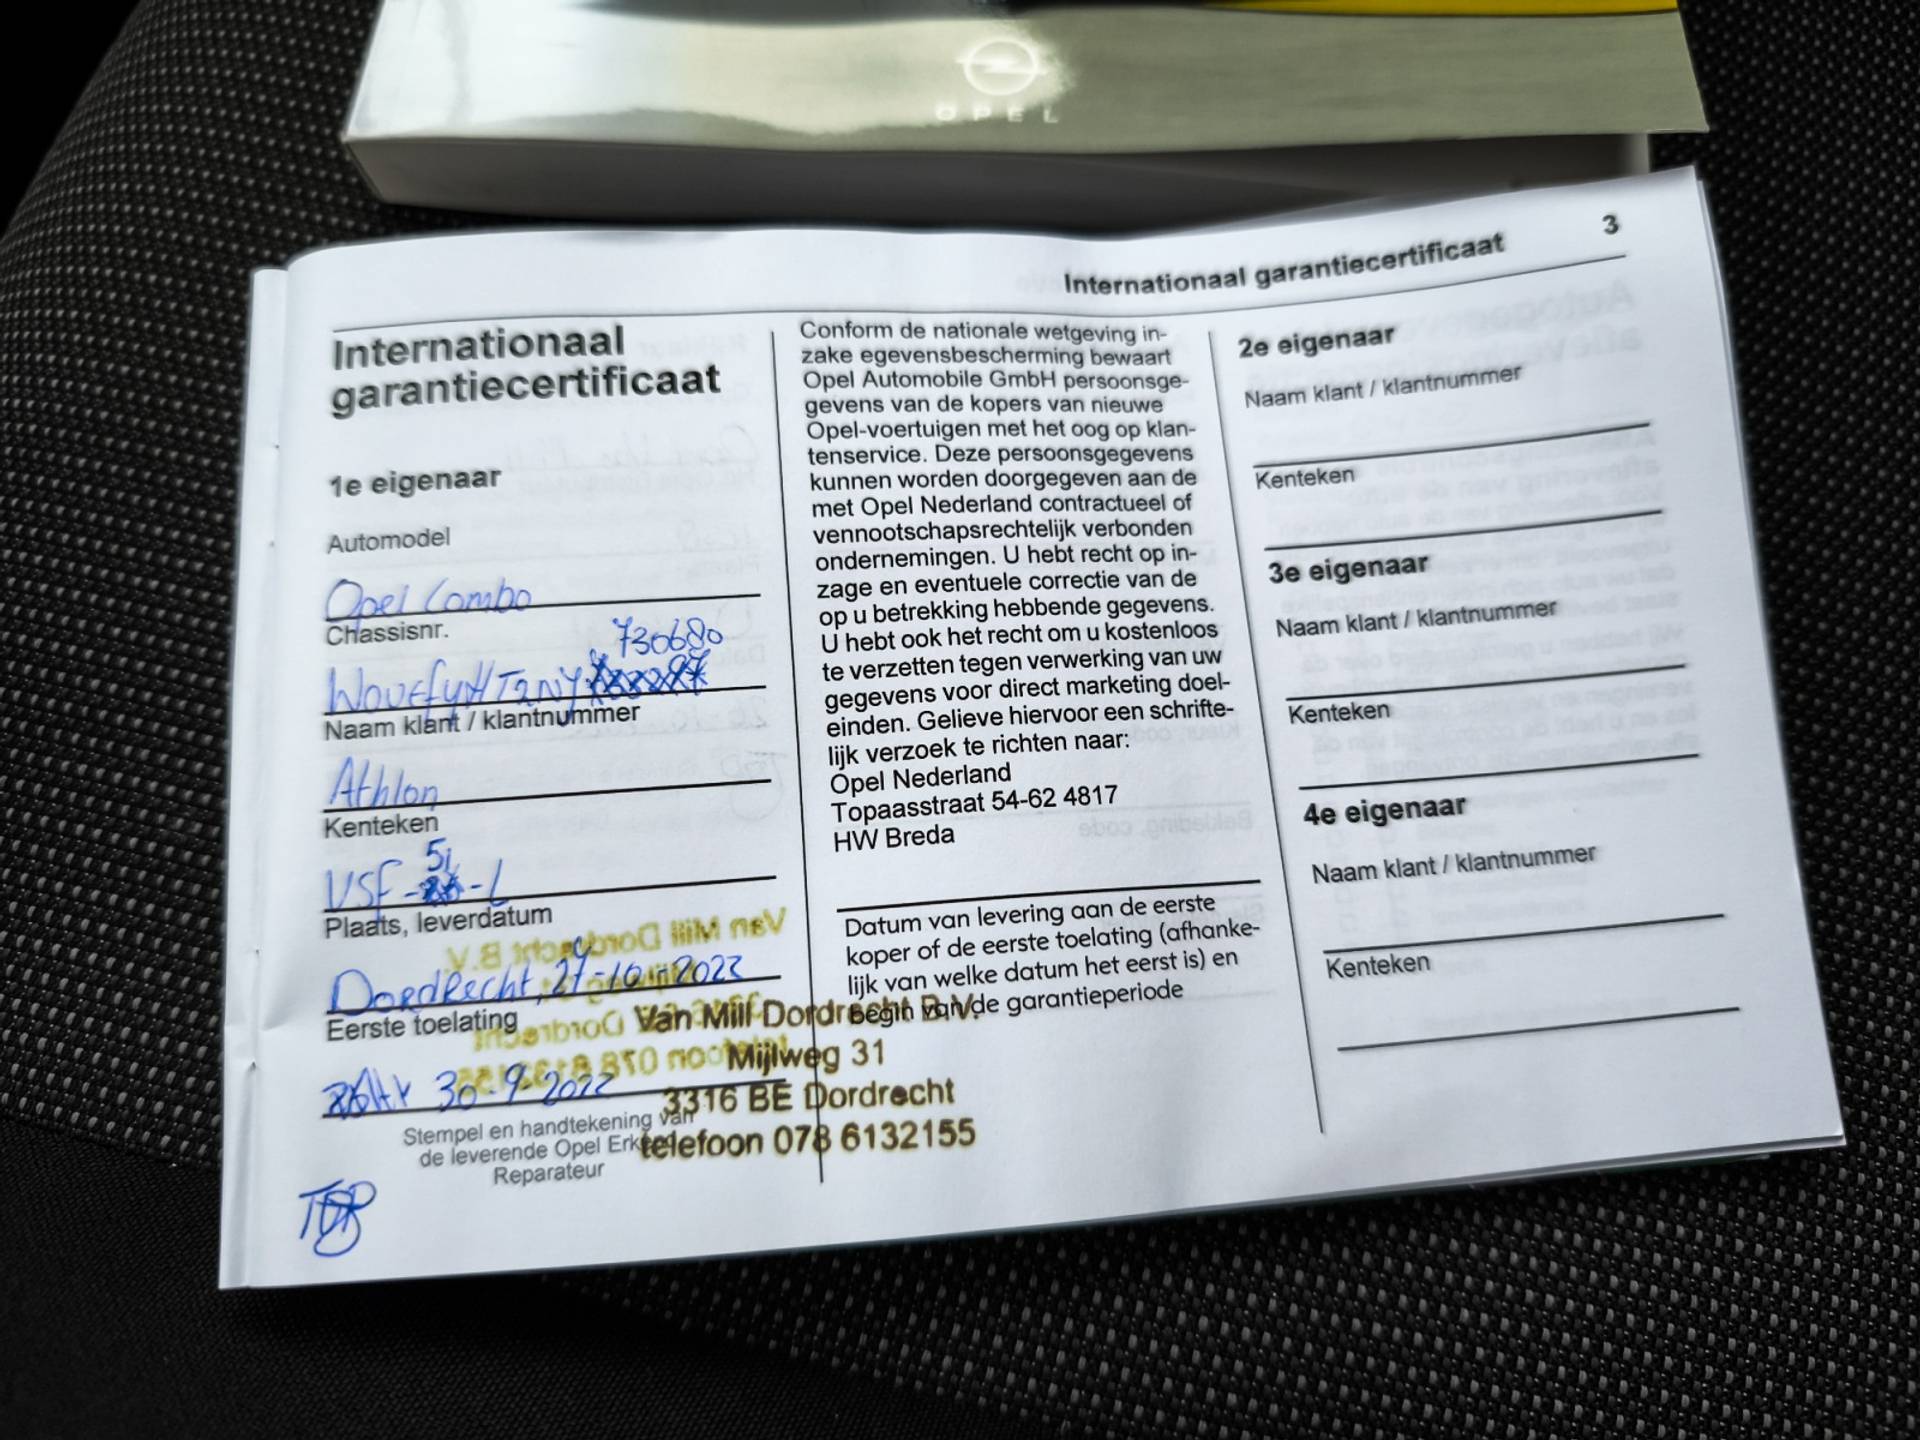 OPEL
Internationaal garantiecertificaat
3
Internationaal
garantiecertificaat
1e eigenaar
Automodel
Opel Combo
Chassisnr.
730680
Naam klant / klantnummer
Athlon
Kenteken
51
VSF- -L
Plaats, leverdatum
Dordrecht, 27-10-2022
Eerste toelating
30-9-2022
Stempel en handtekening van
de leverende Opel Erkend
Reparateur
Van Mill Dordrecht B.V.
Mijlweg 31
3316 BE Dordrecht
telefoon 078 6132155
Conform de nationale wetgeving in-
zake egevensbescherming bewaart
Opel Automobile GmbH persoonsge-
gevens van de kopers van nieuwe
Opel-voertuigen met het oog op klan-
tenservice. Deze persoonsgegevens
kunnen worden doorgegeven aan de
met Opel Nederland contractueel of
vennootschapsrechtelijk verbonden
ondernemingen. U hebt recht op in-
zage en eventuele correctie van de
op u betrekking hebbende gegevens.
U hebt ook het recht om u kostenloos
te verzetten tegen verwerking van uw
gegevens voor direct marketing doel-
einden. Gelieve hiervoor een schrifte-
lijk verzoek te richten naar:
Opel Nederland
Topaasstraat 54-62 4817
HW Breda
Datum van levering aan de eerste
koper of de eerste toelating (afhanke-
lijk van welke datum het eerst is) en
begin van de garantieperiode
2e eigenaar
Naam klant / klantnummer
Kenteken
3e eigenaar
Naam klant / klantnummer
Kenteken
4e eigenaar
Naam klant / klantnummer
Kenteken